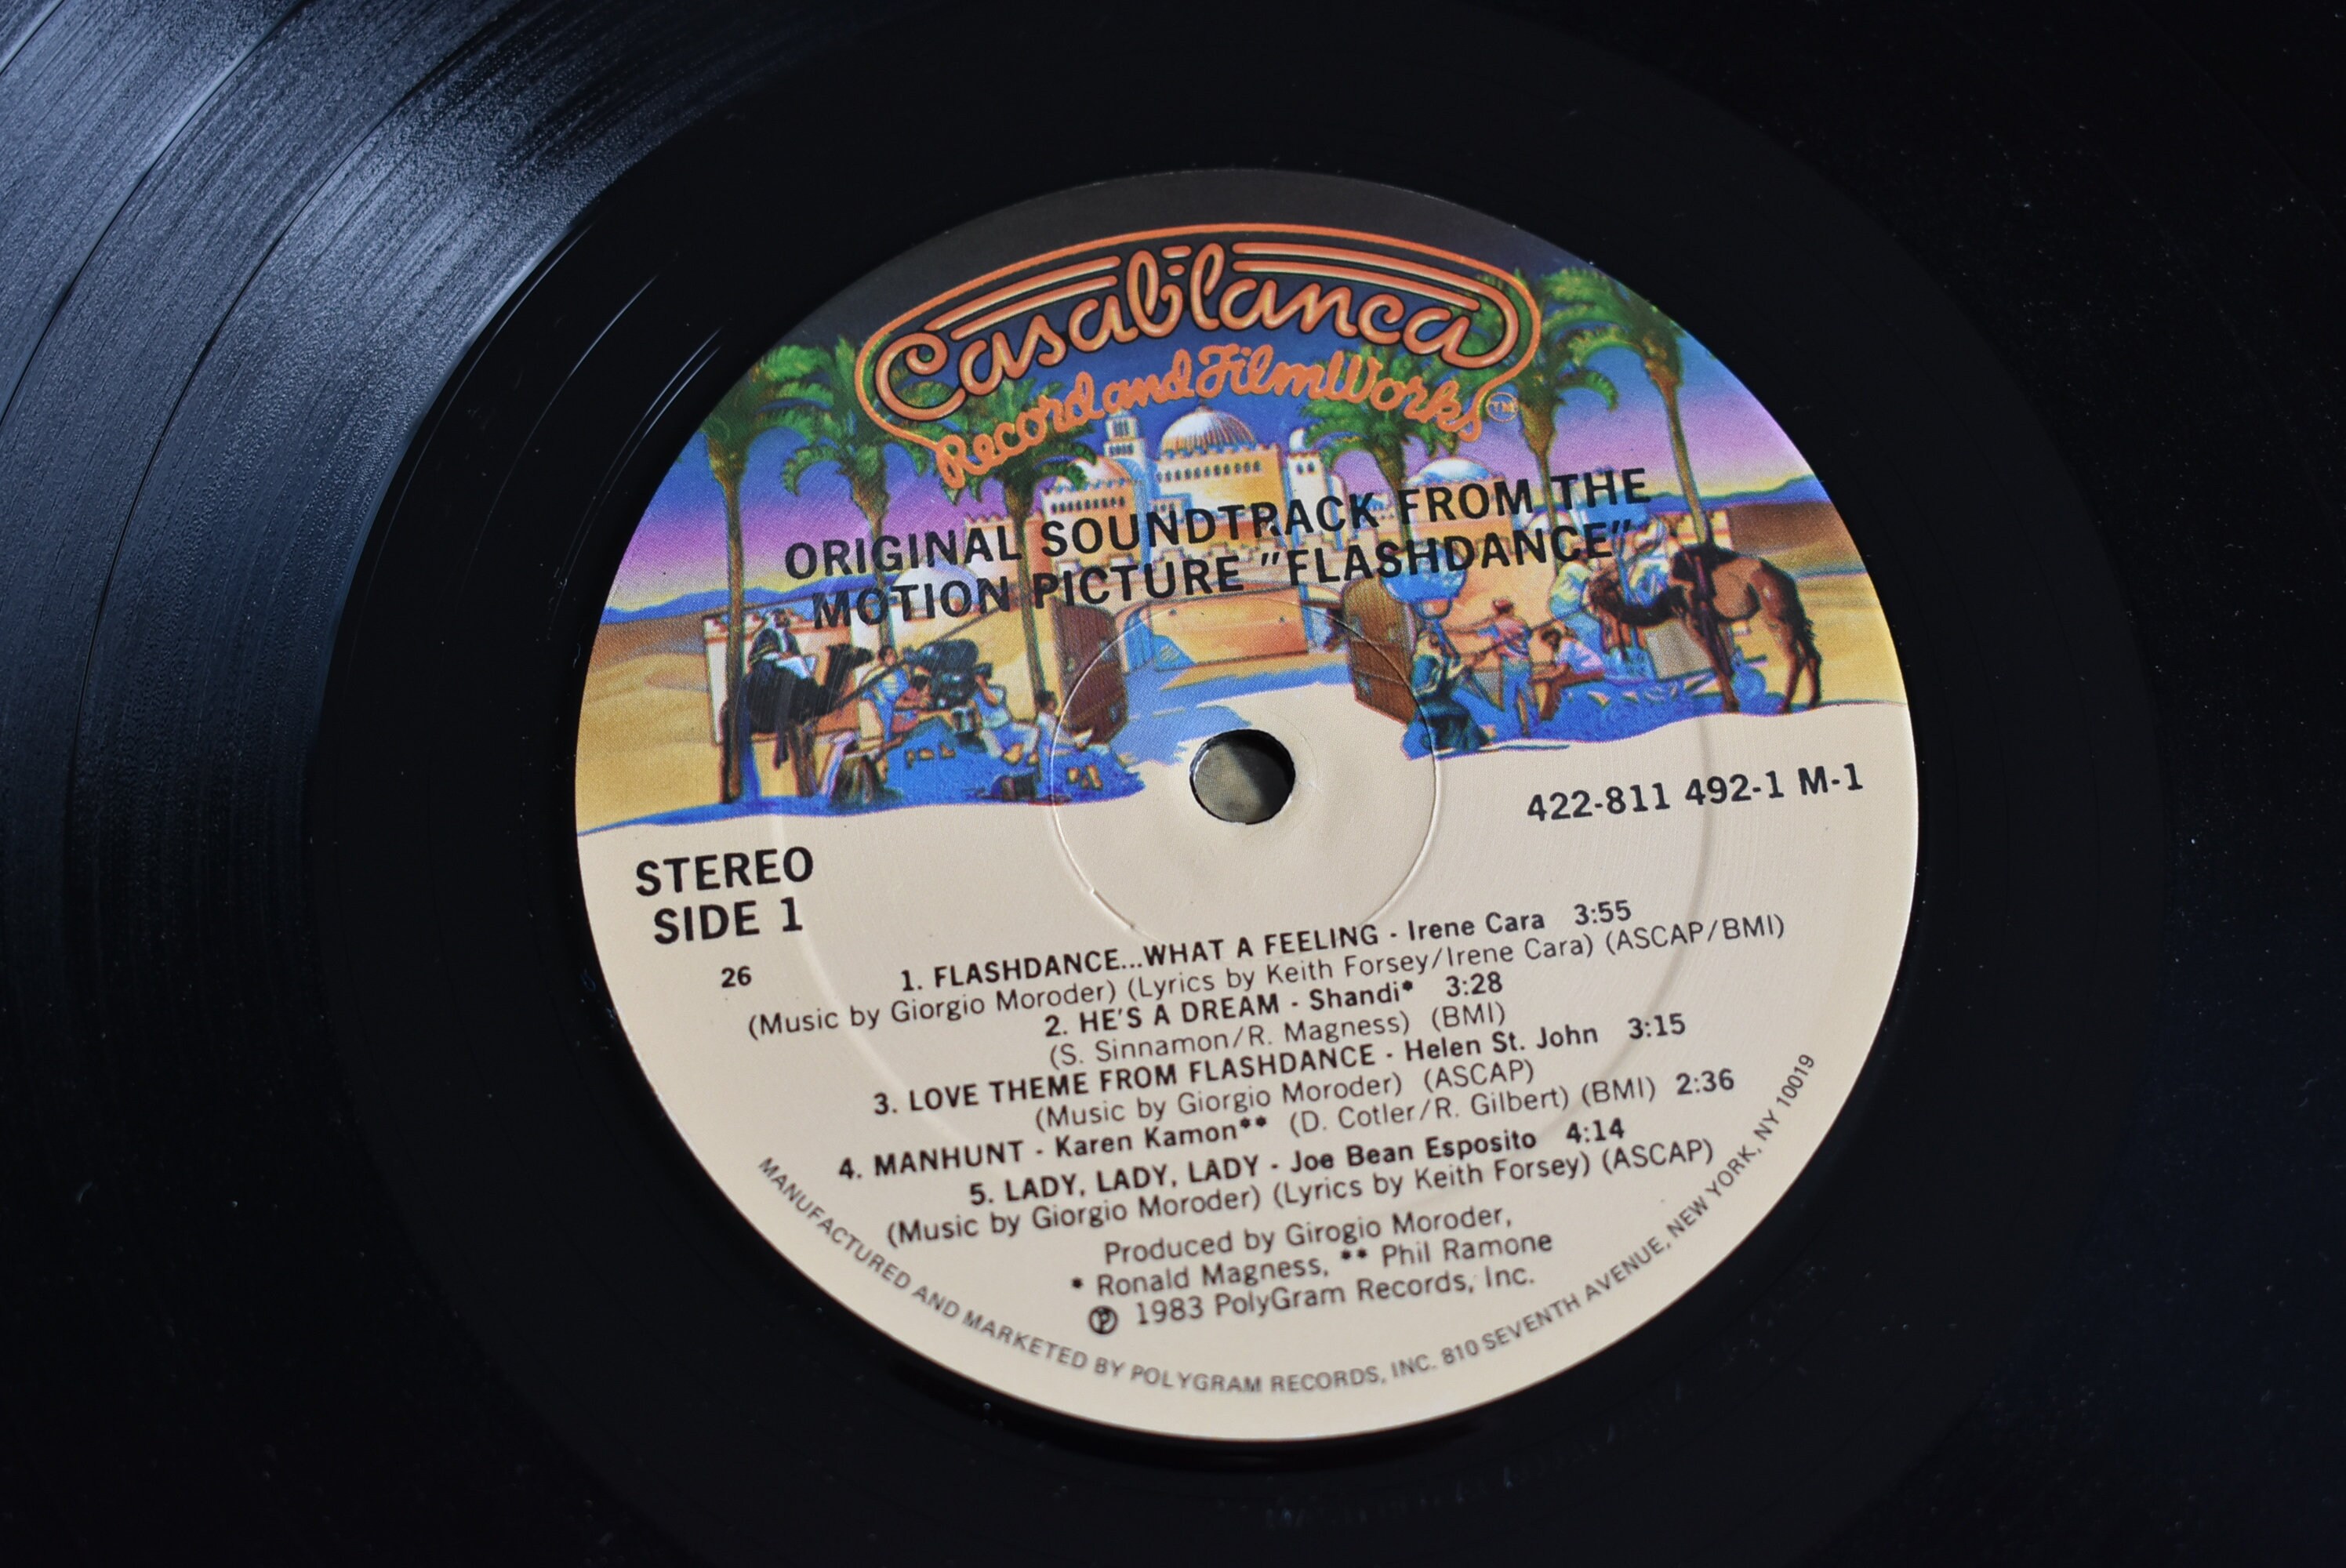 Casablanca
Record and FilmWorks TM
ORIGINAL SOUNDTRACK FROM THE
MOTION PICTURE "FLASHDANCE"
422-811 492-1 M-1
STEREO
SIDE 1
26
1. FLASHDANCE...WHAT A FEELING - Irene Cara 3:55
(Music by Giorgio Moroder) (Lyrics by Keith Forsey/Irene Cara) (ASCAP/BMI)
2. HE'S A DREAM - Shandi* 3:28
(S. Sinnamon/R. Magness) (BMI)
3. LOVE THEME FROM FLASHDANCE - Helen St. John 3:15
(Music by Giorgio Moroder) (ASCAP)
4. MANHUNT - Karen Kamon** (D. Cotler/R. Gilbert) (BMI) 2:36
5. LADY, LADY, LADY - Joe Bean Esposito 4:14
(Music by Giorgio Moroder) (Lyrics by Keith Forsey) (ASCAP)
Produced by Girogio Moroder,
* Ronald Magness, ** Phil Ramone
℗ 1983 PolyGram Records, Inc.
MANUFACTURED AND MARKETED BY POLYGRAM RECORDS, INC. 810 SEVENTH AVENUE, NEW YORK, NY 10019